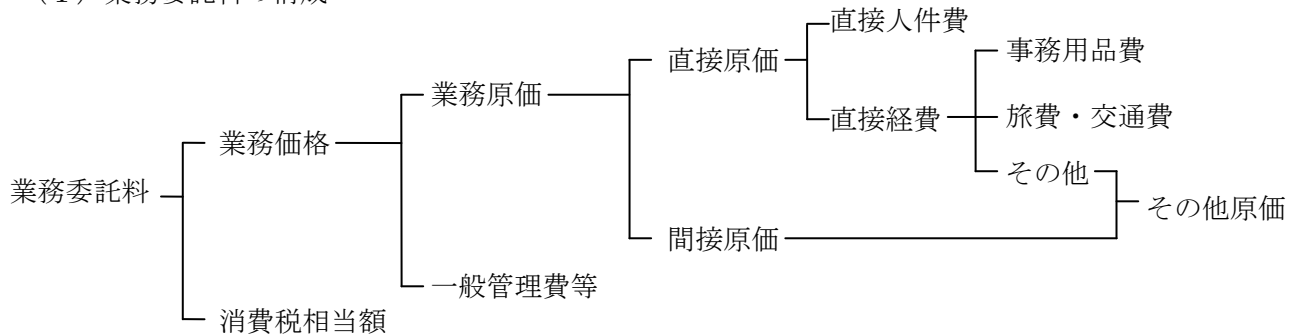 （１）業務委託料の構成
直接人件費
事務用品費
直接原価
業務原価
直接経費
旅費・交通費
業務価格
その他
業務委託料
その他原価
間接原価
一般管理費等
消費税相当額